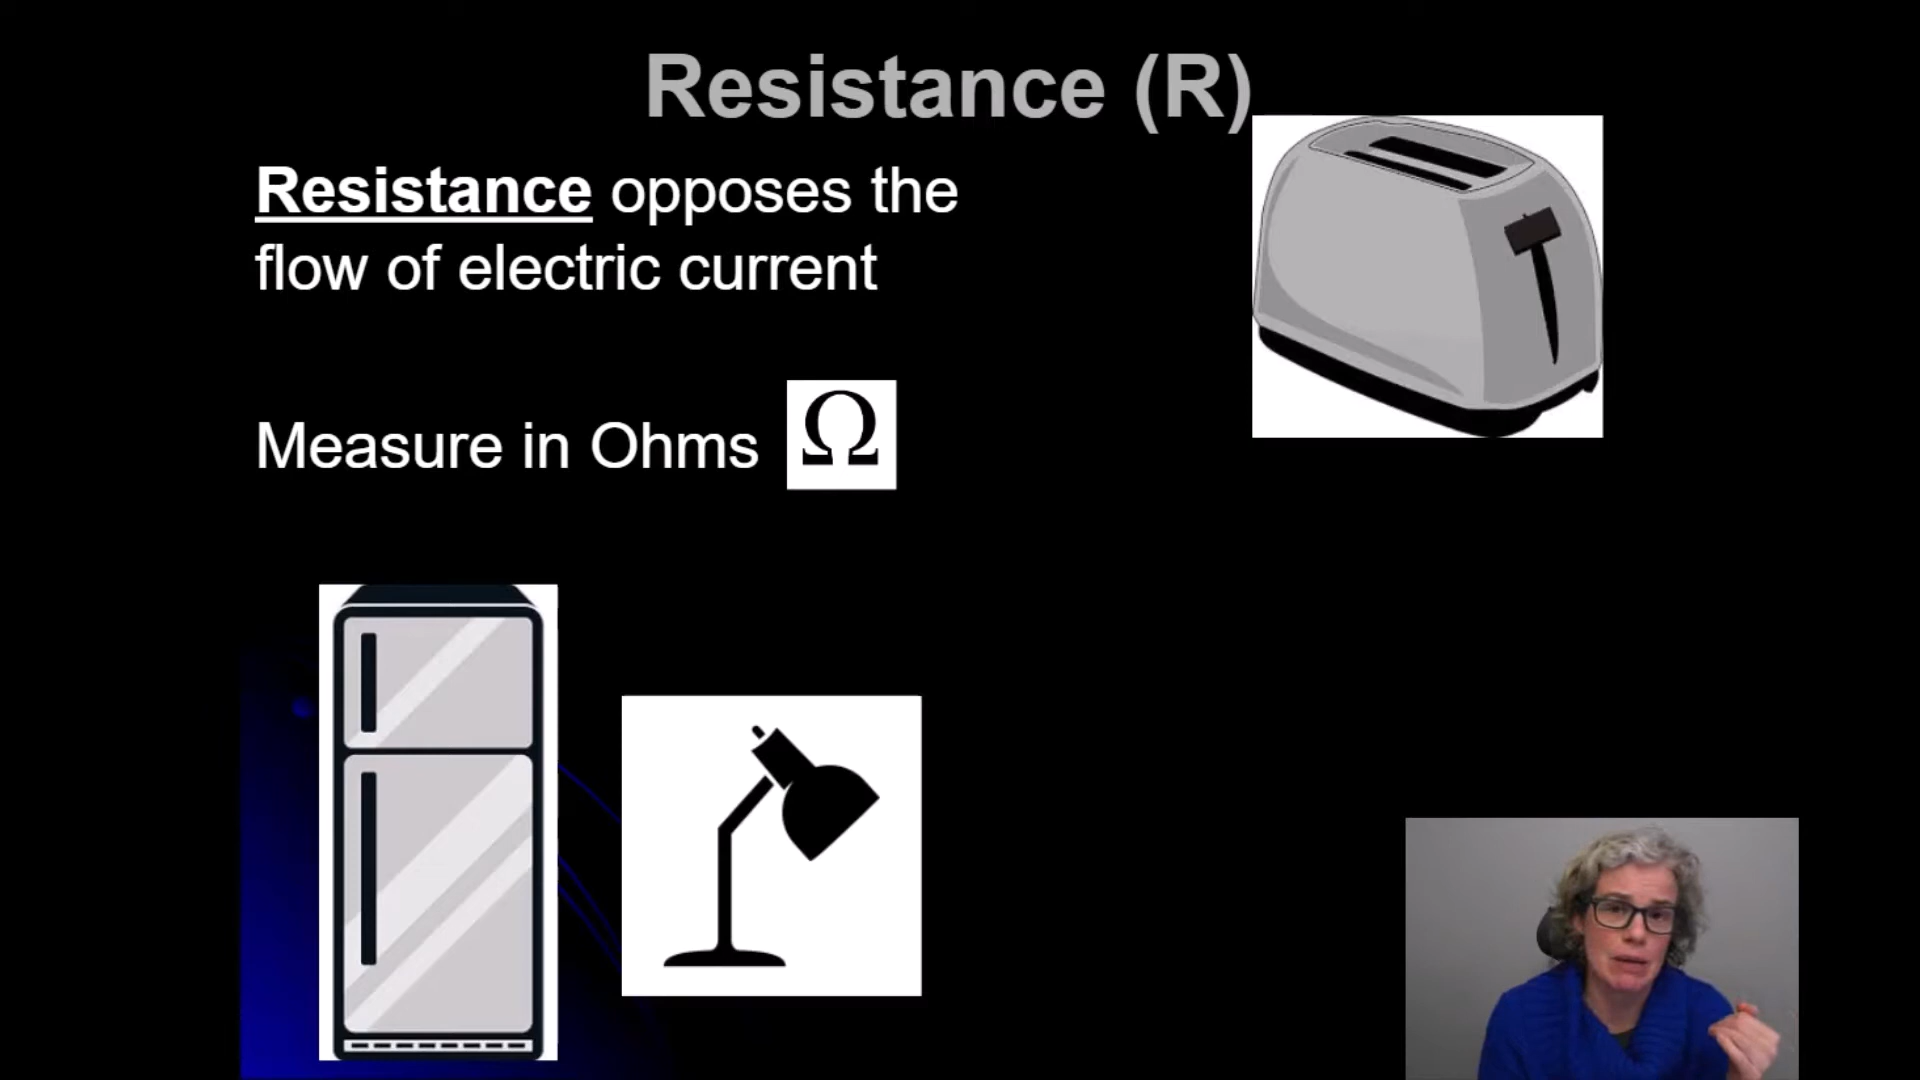 Resistance (R)
Resistance opposes the
flow of electric current
Measure in Ohms Ω